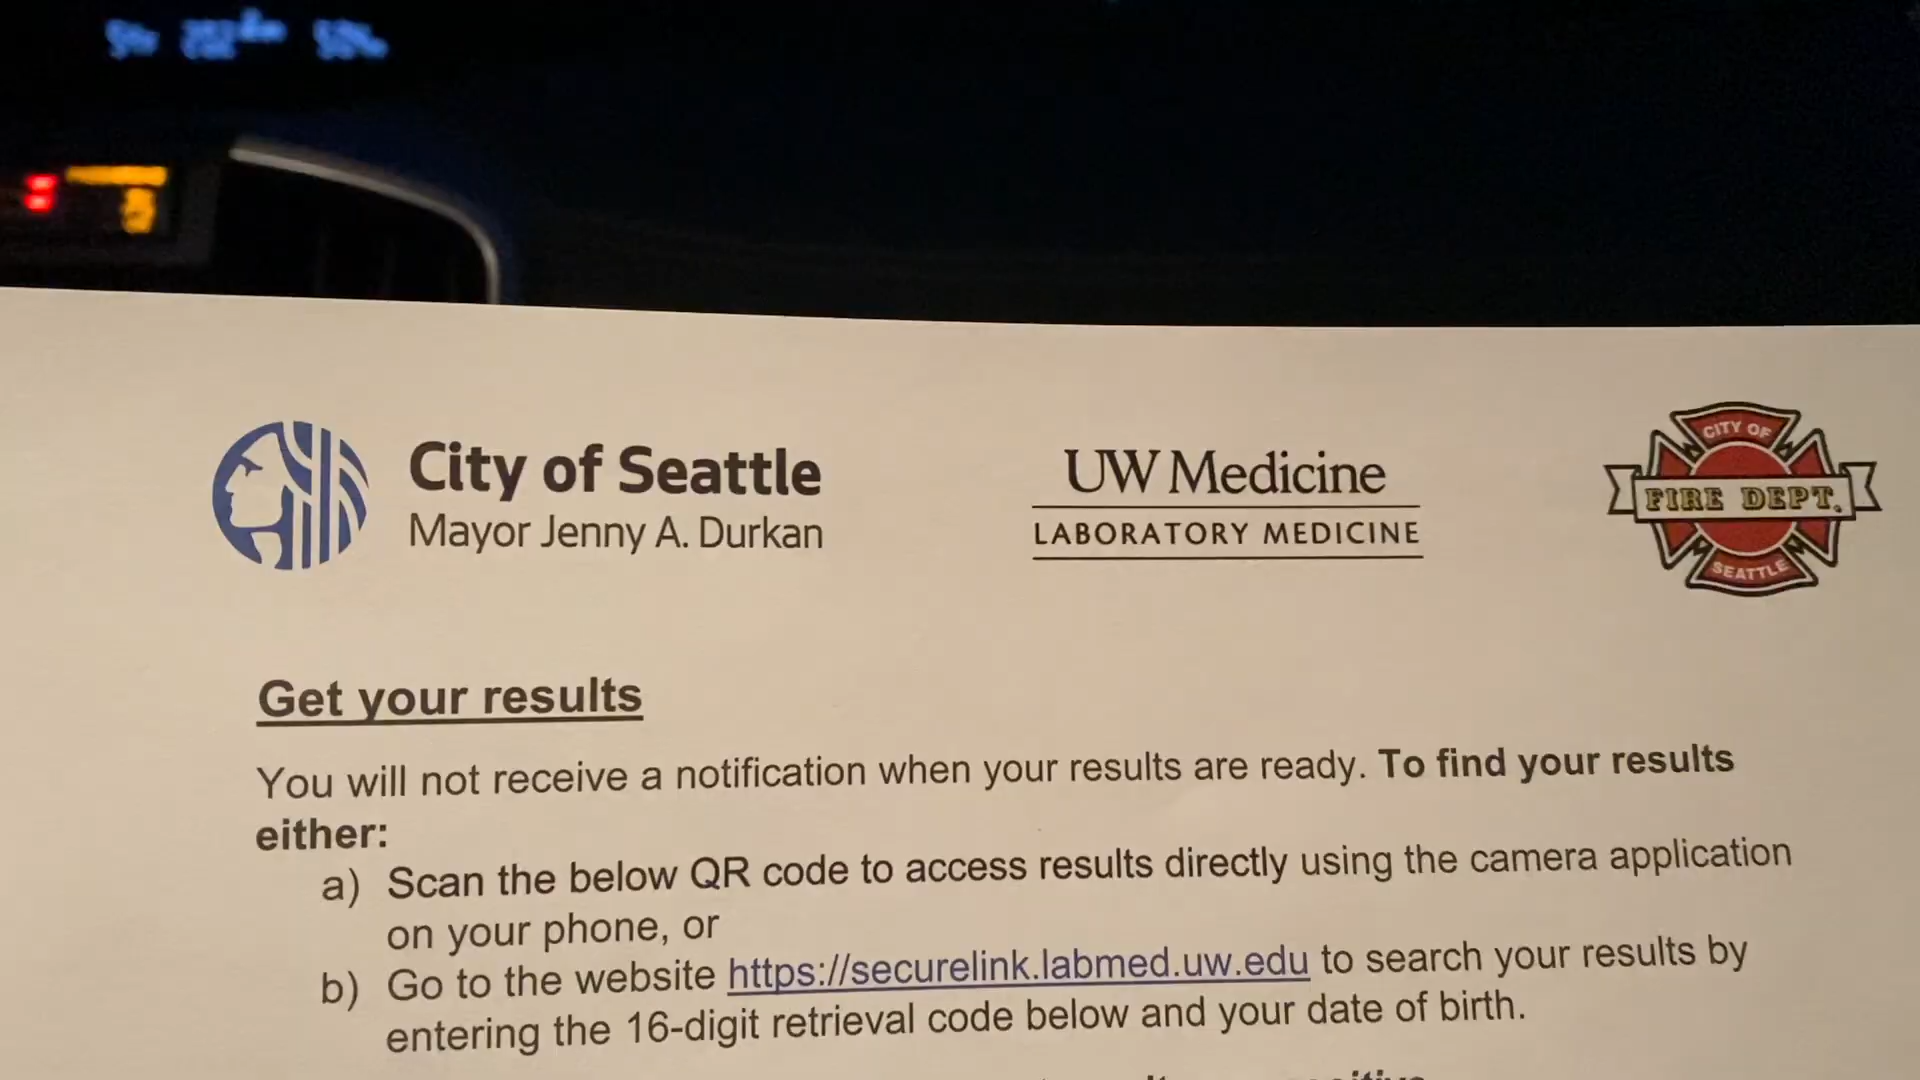 City of Seattle
Mayor Jenny A. Durkan
UW Medicine
LABORATORY MEDICINE
CITY OF
FIRE DEPT.
SEATTLE
Get your results
You will not receive a notification when your results are ready. To find your results
either:
a) Scan the below QR code to access results directly using the camera application
on your phone, or
b) Go to the website https://securelink.labmed.uw.edu to search your results by
entering the 16-digit retrieval code below and your date of birth.